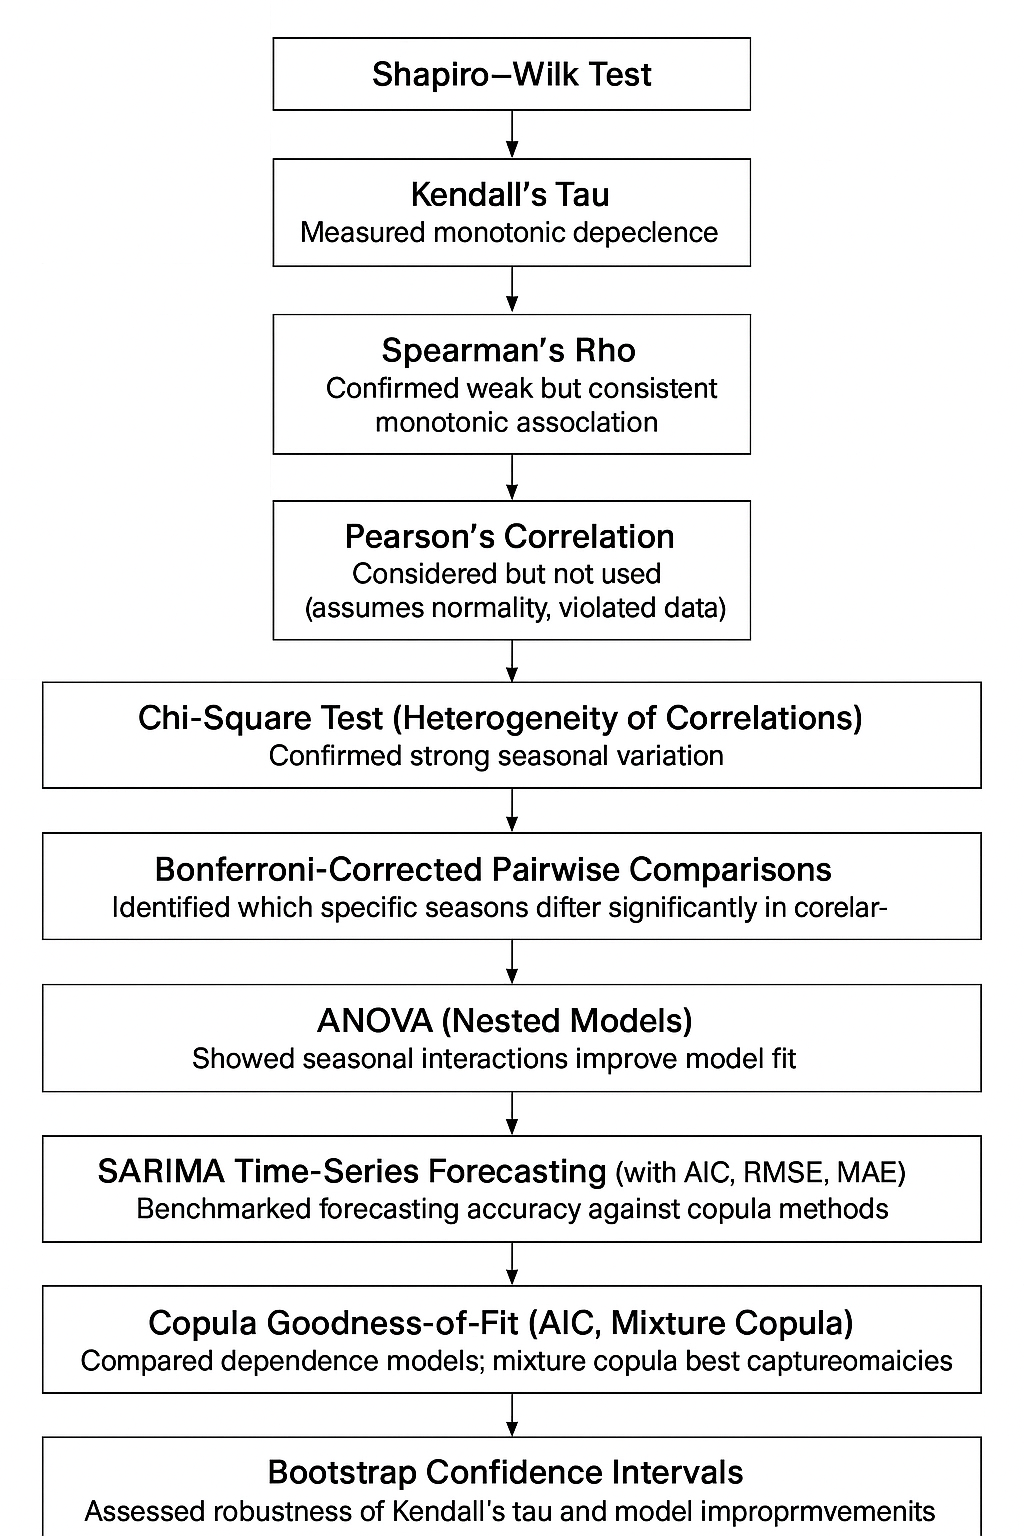 Shapiro–Wilk Test
Kendall's Tau
Measured monotonic depeclence
Spearman's Rho
Confirmed weak but consistent
monotonic assoclation
Pearson's Correlation
Considered but not used
(assumes normality, violated data)
Chi-Square Test (Heterogeneity of Correlations)
Confirmed strong seasonal variation
Bonferroni-Corrected Pairwise Comparisons
Identified which specific seasons difter significantly in corelar-
ANOVA (Nested Models)
Showed seasonal interactions improve model fit
SARIMA Time-Series Forecasting (with AIC, RMSE, MAE)
Benchmarked forecasting accuracy against copula methods
Copula Goodness-of-Fit (AIC, Mixture Copula)
Compared dependence models; mixture copula best captureomaicies
Bootstrap Confidence Intervals
Assessed robustness of Kendall's tau and model improprmvemenits